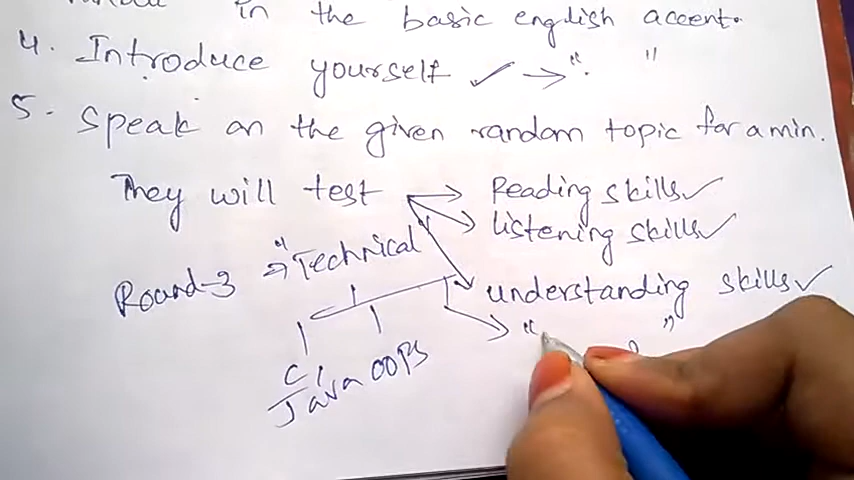 in the basic english accent.
4. Introduce yourself ✓ → " "
5. Speak on the given random topic for a min.
They will test → Reading skills ✓
→ listening skills ✓
Round-3 → "Technical"
→ understanding skills ✓
→ " "
C
Java OOPS